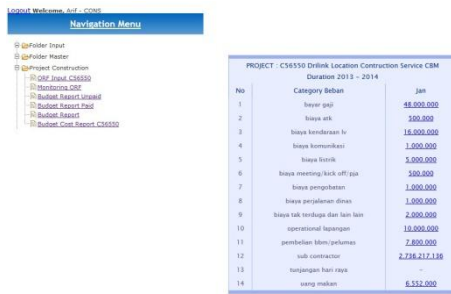 Logout Welcome, Arif - CONS
Navigation Menu
Folder Input
Folder Master
Project Construction
ORF Input C56550
Monitoring ORF
Budget Report Unpaid
Budget Report Paid
Budget Report
Budget Cost Report C56550
PROJECT : C56550 Drilink Location Contruction Service CBM
Duration 2013 - 2014
No Category Beban Jan
1 bayar gaji 48.000.000
2 biaya atk 500.000
3 biaya kendaraan lv 16.000.000
4 biaya komunikasi 1.000.000
5 biaya listrik 5.000.000
6 biaya meeting/kick off/pja 500.000
7 biaya pengobatan 1.000.000
8 biaya perjalanan dinas 1.000.000
9 biaya tak terduga dan lain lain 2.000.000
10 operational lapangan 10.000.000
11 pembelian bbm/pelumas 7.800.000
12 sub contractor 2.736.217.136
13 tunjangan hari raya -
14 uang makan 6.552.000